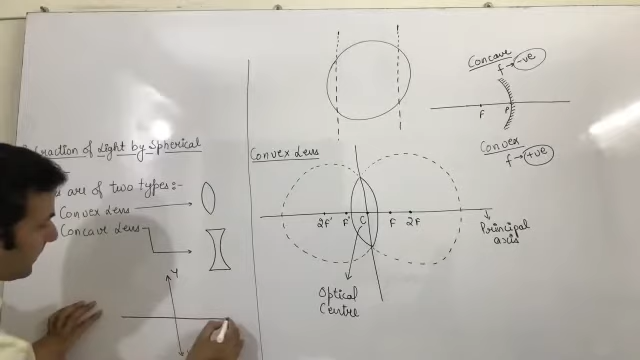 fraction of Light by Spherical
s are of two types:-
Convex Lens
Concave Lens
Y
Convex Lens
2F' F' C F 2F
Principal
axis
Optical
Centre
Concave
f → -ve
F P
Convex
f → +ve